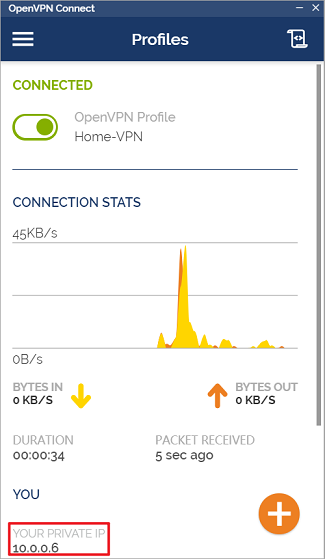 OpenVPN Connect
Profiles
CONNECTED
OpenVPN Profile
Home-VPN
CONNECTION STATS
45KB/s
0B/s
BYTES IN
0 KB/S
BYTES OUT
0 KB/S
DURATION
00:00:34
PACKET RECEIVED
5 sec ago
YOU
YOUR PRIVATE IP
10.0.0.6